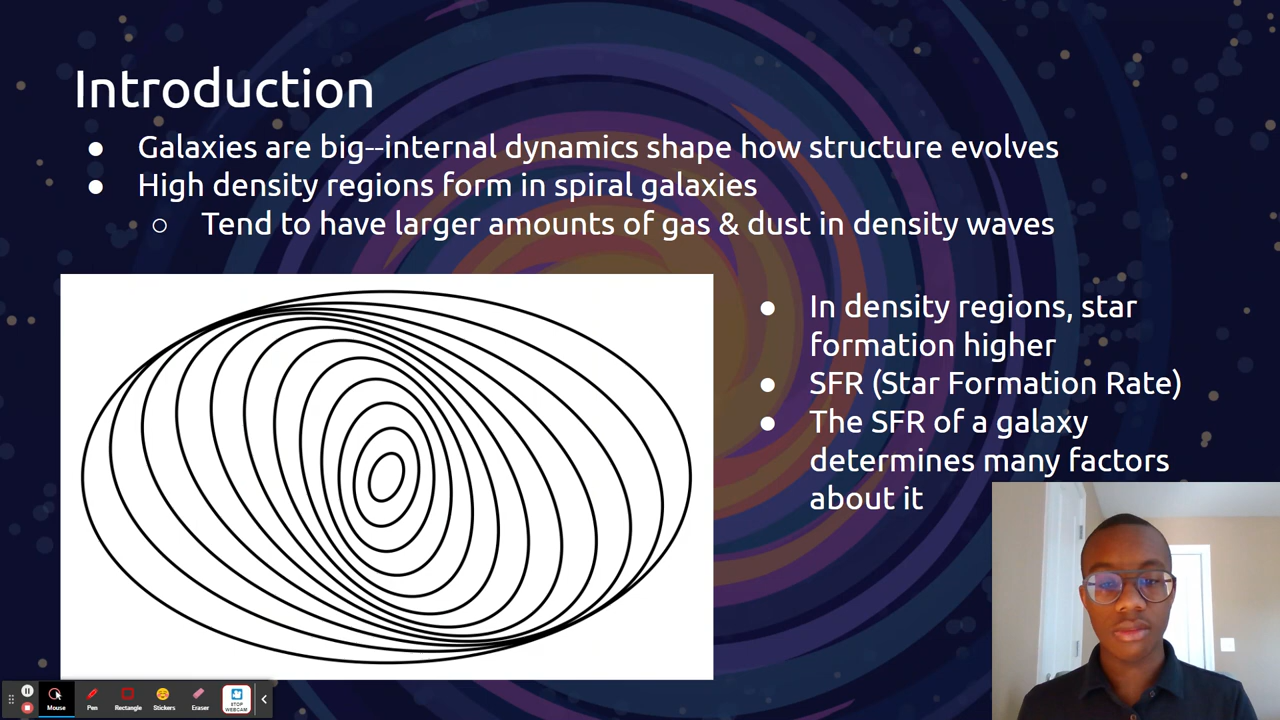 Introduction
● Galaxies are big--internal dynamics shape how structure evolves
● High density regions form in spiral galaxies
○ Tend to have larger amounts of gas & dust in density waves
● In density regions, star
formation higher
● SFR (Star Formation Rate)
● The SFR of a galaxy
determines many factors
about it
Mouse
Pen
Rectangle
Stickers
Eraser
STOP
WEBCAM